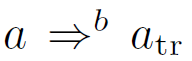 a ⇒ᵇ a_tr